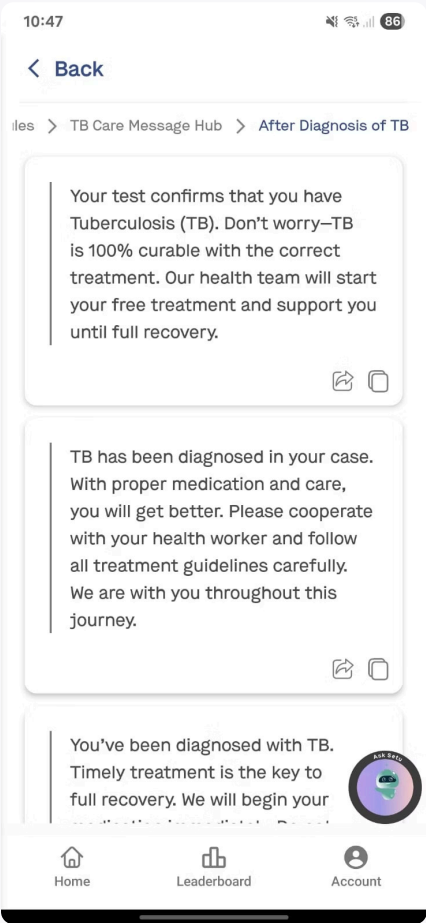 10:47
86
Back
TB Care Message Hub
After Diagnosis of TB
Your test confirms that you have
Tuberculosis (TB). Don't worry—TB
is 100% curable with the correct
treatment. Our health team will start
your free treatment and support you
until full recovery.
TB has been diagnosed in your case.
With proper medication and care,
you will get better. Please cooperate
with your health worker and follow
all treatment guidelines carefully.
We are with you throughout this
journey.
You've been diagnosed with TB.
Timely treatment is the key to
full recovery. We will begin your
Ask Setu
Home
Leaderboard
Account